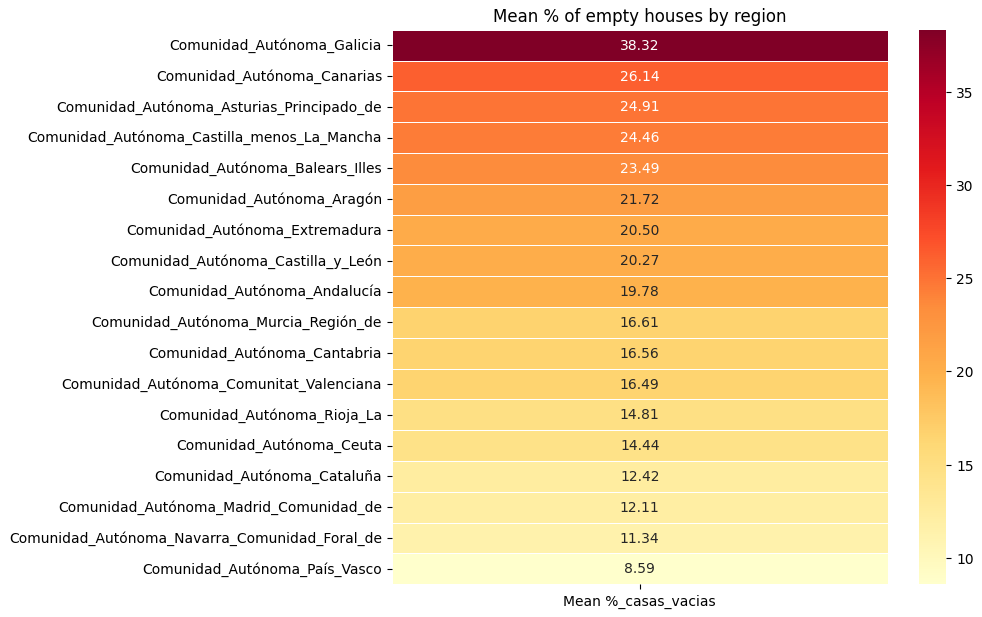 Mean % of empty houses by region
Comunidad_Autónoma_Galicia 38.32
Comunidad_Autónoma_Canarias 26.14
Comunidad_Autónoma_Asturias_Principado_de 24.91
Comunidad_Autónoma_Castilla_menos_La_Mancha 24.46
Comunidad_Autónoma_Balears_Illes 23.49
Comunidad_Autónoma_Aragón 21.72
Comunidad_Autónoma_Extremadura 20.50
Comunidad_Autónoma_Castilla_y_León 20.27
Comunidad_Autónoma_Andalucía 19.78
Comunidad_Autónoma_Murcia_Región_de 16.61
Comunidad_Autónoma_Cantabria 16.56
Comunidad_Autónoma_Comunitat_Valenciana 16.49
Comunidad_Autónoma_Rioja_La 14.81
Comunidad_Autónoma_Ceuta 14.44
Comunidad_Autónoma_Cataluña 12.42
Comunidad_Autónoma_Madrid_Comunidad_de 12.11
Comunidad_Autónoma_Navarra_Comunidad_Foral_de 11.34
Comunidad_Autónoma_País_Vasco 8.59
Mean %_casas_vacias
35
30
25
20
15
10